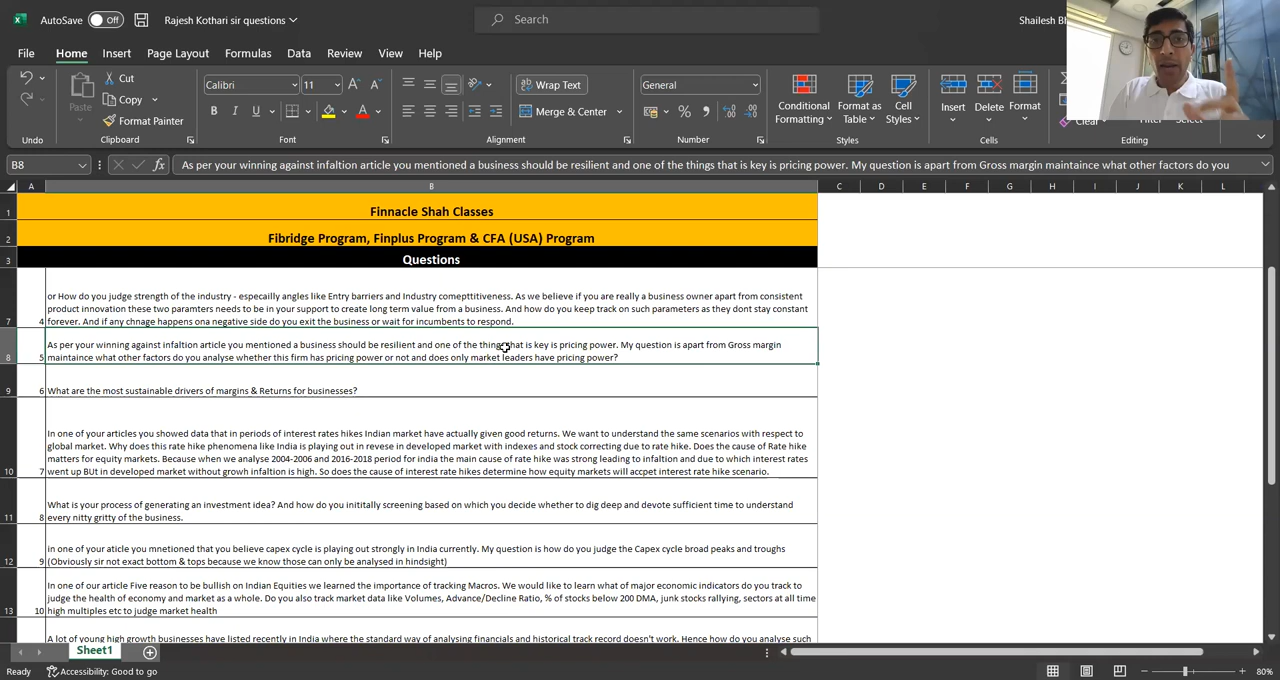 AutoSave Off Rajesh Kothari sir questions Search Shailesh Bh
File Home Insert Page Layout Formulas Data Review View Help
Cut Calibri 11 Wrap Text General
Paste Copy B I U Merge & Center Conditional Formatting Format as Table Cell Styles Insert Delete Format
Format Painter Clear Select
Undo Clipboard Font Alignment Number Styles Cells Editing
B8 fx As per your winning against infaltion article you mentioned a business should be resilient and one of the things that is key is pricing power. My question is apart from Gross margin maintaince what other factors do you
A B C D E F G H I J K L
1 Finnacle Shah Classes
2 Fibridge Program, Finplus Program & CFA (USA) Program
3 Questions
or How do you judge strength of the industry - especailly angles like Entry barriers and Industry comepttitiveness. As we believe if you are really a business owner apart from consistent
product innovation these two paramters needs to be in your support to create long term value from a business. And how do you keep track on such parameters as they dont stay constant
7 4 forever. And if any chnage happens ona negative side do you exit the business or wait for incumbents to respond.
As per your winning against infaltion article you mentioned a business should be resilient and one of the things that is key is pricing power. My question is apart from Gross margin
8 5 maintaince what other factors do you analyse whether this firm has pricing power or not and does only market leaders have pricing power?
9 6 What are the most sustainable drivers of margins & Returns for businesses?
In one of your articles you showed data that in periods of interest rates hikes Indian market have actually given good returns. We want to understand the same scenarios with respect to
global market. Why does this rate hike phenomena like India is playing out in revese in developed market with indexes and stock correcting due to rate hike. Does the cause of Rate hike
matters for equity markets. Because when we analyse 2004-2006 and 2016-2018 period for india the main cause of rate hike was strong leading to infaltion and due to which interest rates
10 7 went up BUt in developed market without growh infaltion is high. So does the cause of interest rate hikes determine how equity markets will accpet interest rate hike scenario.
What is your process of generating an investment idea? And how do you inititally screening based on which you decide whether to dig deep and devote sufficient time to understand
11 8 every nitty gritty of the business.
in one of your aticle you mnetioned that you believe capex cycle is playing out strongly in India currently. My question is how do you judge the Capex cycle broad peaks and troughs
12 9 (Obviously sir not exact bottom & tops because we know those can only be analysed in hindsight)
In one of our article Five reason to be bullish on Indian Equities we learned the importance of tracking Macros. We would like to learn what of major economic indicators do you track to
judge the health of economy and market as a whole. Do you also track market data like Volumes, Advance/Decline Ratio, % of stocks below 200 DMA, junk stocks rallying, sectors at all time
13 10 high multiples etc to judge market health
A lot of young high growth businesses have listed recently in India where the standard way of analysing financials and historical track record doesn't work. Hence how do you analyse such
Sheet1
Ready Accessibility: Good to go 80%